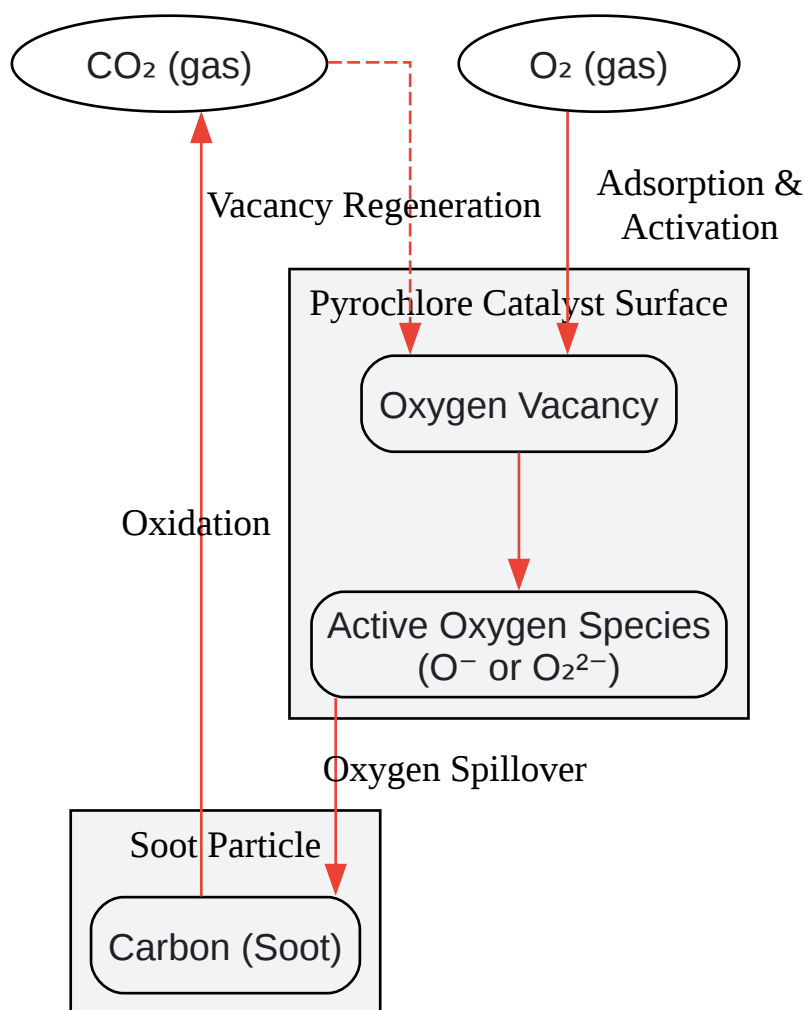 CO₂ (gas)
O₂ (gas)
Vacancy Regeneration
Adsorption &
Activation
Pyrochlore Catalyst Surface
Oxygen Vacancy
Oxidation
Active Oxygen Species
(O⁻ or O₂²⁻)
Oxygen Spillover
Soot Particle
Carbon (Soot)